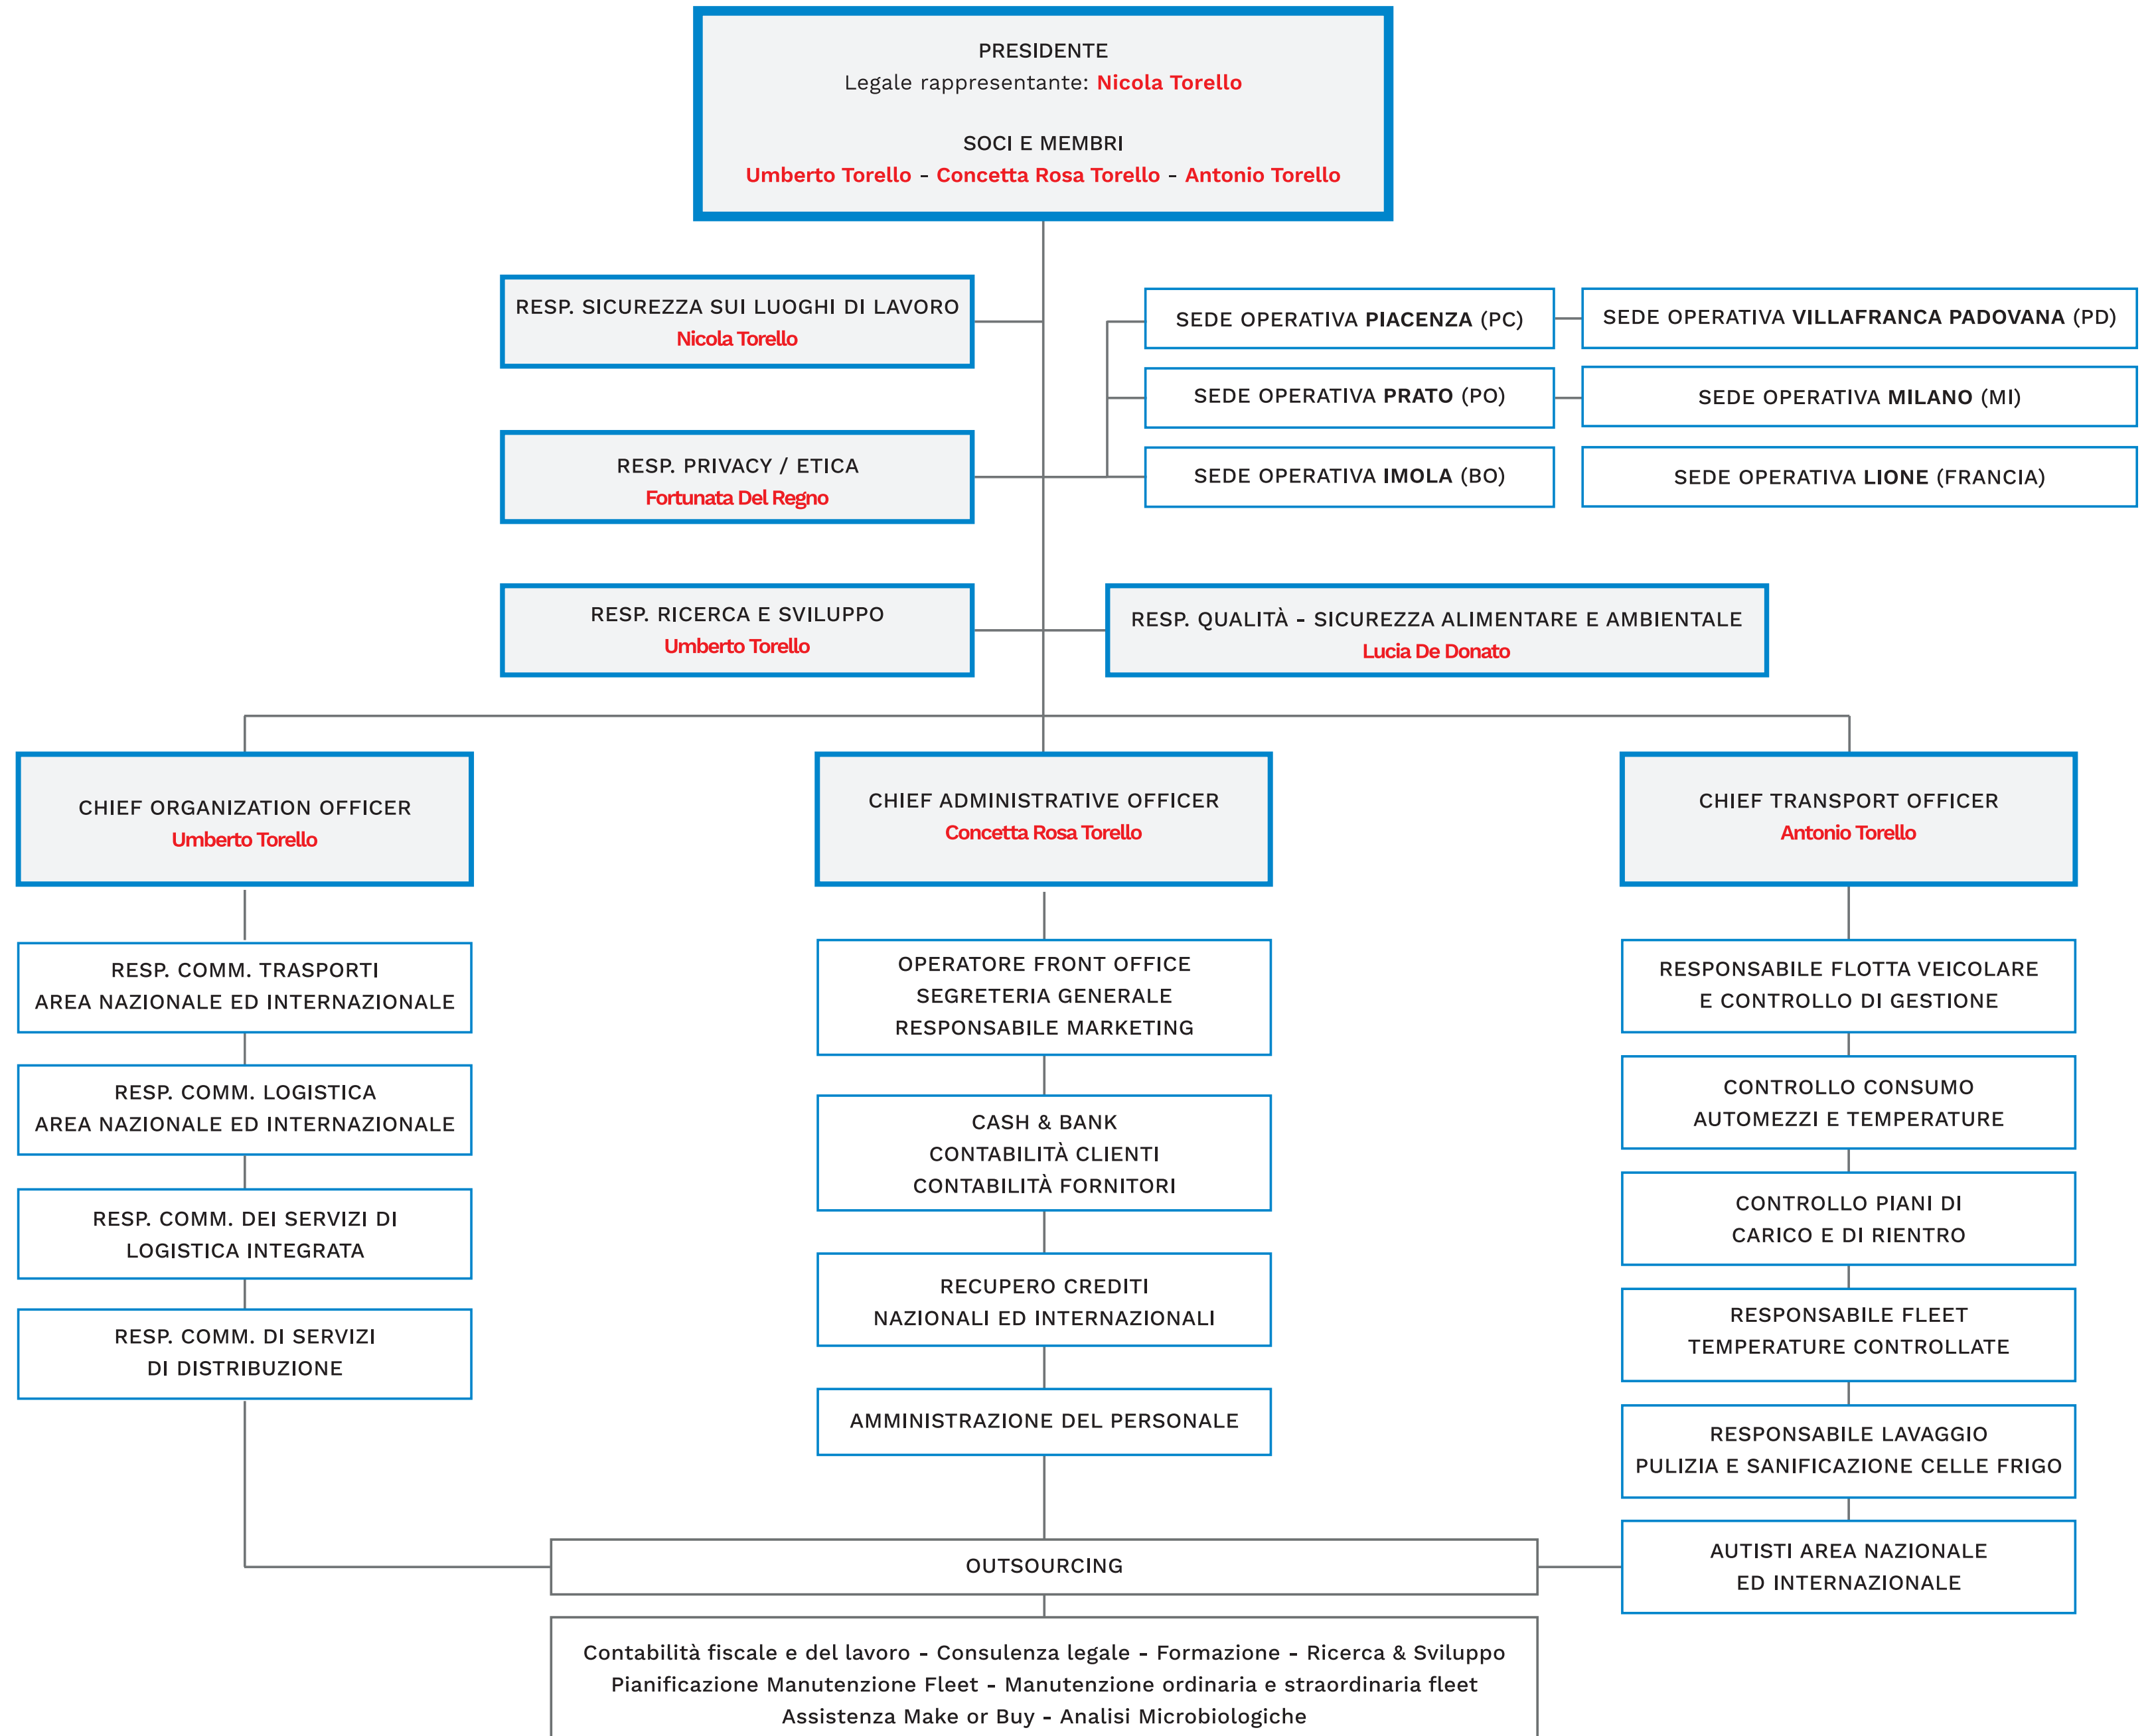 PRESIDENTE
Legale rappresentante: Nicola Torello
SOCI E MEMBRI
Umberto Torello - Concetta Rosa Torello - Antonio Torello
RESP. SICUREZZA SUI LUOGHI DI LAVORO
Nicola Torello
SEDE OPERATIVA PIACENZA (PC)
SEDE OPERATIVA VILLAFRANCA PADOVANA (PD)
SEDE OPERATIVA PRATO (PO)
SEDE OPERATIVA MILANO (MI)
RESP. PRIVACY / ETICA
Fortunata Del Regno
SEDE OPERATIVA IMOLA (BO)
SEDE OPERATIVA LIONE (FRANCIA)
RESP. RICERCA E SVILUPPO
Umberto Torello
RESP. QUALITÀ - SICUREZZA ALIMENTARE E AMBIENTALE
Lucia De Donato
CHIEF ORGANIZATION OFFICER
Umberto Torello
CHIEF ADMINISTRATIVE OFFICER
Concetta Rosa Torello
CHIEF TRANSPORT OFFICER
Antonio Torello
RESP. COMM. TRASPORTI
AREA NAZIONALE ED INTERNAZIONALE
RESP. COMM. LOGISTICA
AREA NAZIONALE ED INTERNAZIONALE
RESP. COMM. DEI SERVIZI DI
LOGISTICA INTEGRATA
RESP. COMM. DI SERVIZI
DI DISTRIBUZIONE
OPERATORE FRONT OFFICE
SEGRETERIA GENERALE
RESPONSABILE MARKETING
CASH & BANK
CONTABILITÀ CLIENTI
CONTABILITÀ FORNITORI
RECUPERO CREDITI
NAZIONALI ED INTERNAZIONALI
AMMINISTRAZIONE DEL PERSONALE
RESPONSABILE FLOTTA VEICOLARE
E CONTROLLO DI GESTIONE
CONTROLLO CONSUMO
AUTOMEZZI E TEMPERATURE
CONTROLLO PIANI DI
CARICO E DI RIENTRO
RESPONSABILE FLEET
TEMPERATURE CONTROLLATE
RESPONSABILE LAVAGGIO
PULIZIA E SANIFICAZIONE CELLE FRIGO
AUTISTI AREA NAZIONALE
ED INTERNAZIONALE
OUTSOURCING
Contabilità fiscale e del lavoro - Consulenza legale - Formazione - Ricerca & Sviluppo
Pianificazione Manutenzione Fleet - Manutenzione ordinaria e straordinaria fleet
Assistenza Make or Buy - Analisi Microbiologiche